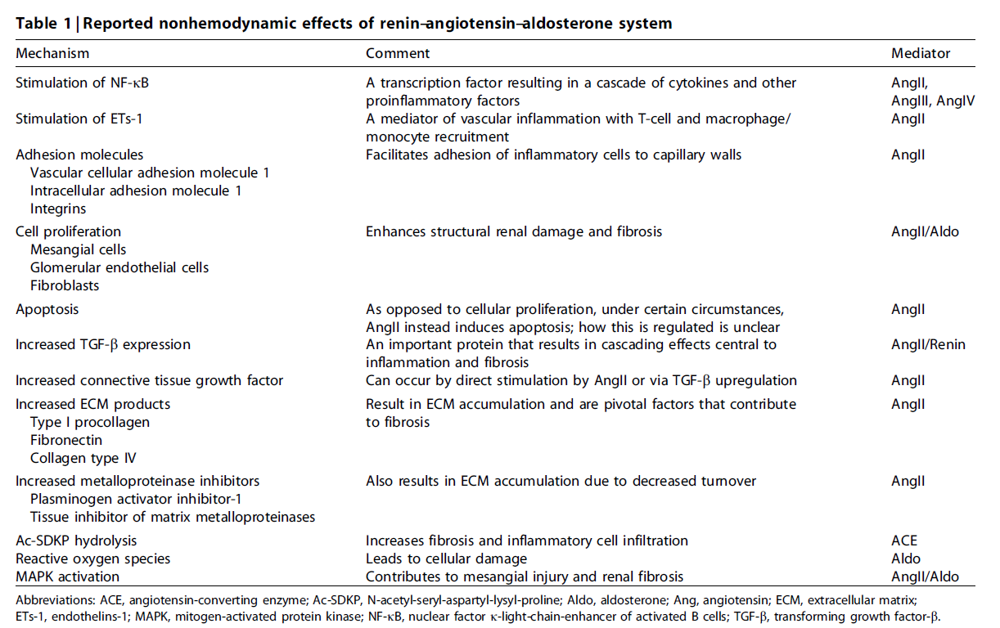 Table 1 | Reported nonhemodynamic effects of renin–angiotensin–aldosterone system
Mechanism Comment Mediator
Stimulation of NF-κB A transcription factor resulting in a cascade of cytokines and other AngII,
proinflammatory factors AngIII, AngIV
Stimulation of ETs-1 A mediator of vascular inflammation with T-cell and macrophage/ AngII
monocyte recruitment
Adhesion molecules Facilitates adhesion of inflammatory cells to capillary walls AngII
Vascular cellular adhesion molecule 1
Intracellular adhesion molecule 1
Integrins
Cell proliferation Enhances structural renal damage and fibrosis AngII/Aldo
Mesangial cells
Glomerular endothelial cells
Fibroblasts
Apoptosis As opposed to cellular proliferation, under certain circumstances, AngII
AngII instead induces apoptosis; how this is regulated is unclear
Increased TGF-β expression An important protein that results in cascading effects central to AngII/Renin
inflammation and fibrosis
Increased connective tissue growth factor Can occur by direct stimulation by AngII or via TGF-β upregulation AngII
Increased ECM products Result in ECM accumulation and are pivotal factors that contribute AngII
Type I procollagen to fibrosis
Fibronectin
Collagen type IV
Increased metalloproteinase inhibitors Also results in ECM accumulation due to decreased turnover AngII
Plasminogen activator inhibitor-1
Tissue inhibitor of matrix metalloproteinases
Ac-SDKP hydrolysis Increases fibrosis and inflammatory cell infiltration ACE
Reactive oxygen species Leads to cellular damage Aldo
MAPK activation Contributes to mesangial injury and renal fibrosis AngII/Aldo
Abbreviations: ACE, angiotensin-converting enzyme; Ac-SDKP, N-acetyl-seryl-aspartyl-lysyl-proline; Aldo, aldosterone; Ang, angiotensin; ECM, extracellular matrix;
ETs-1, endothelins-1; MAPK, mitogen-activated protein kinase; NF-κB, nuclear factor κ-light-chain-enhancer of activated B cells; TGF-β, transforming growth factor-β.